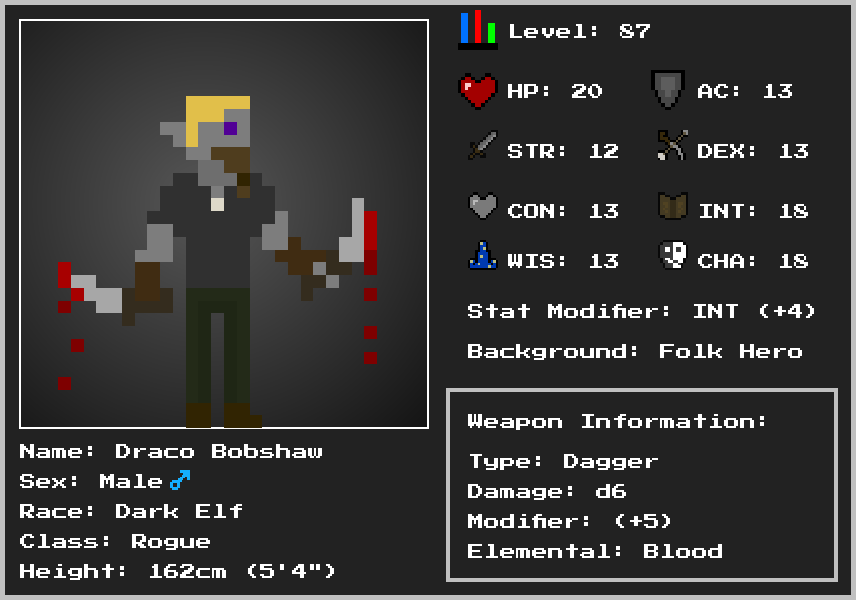 Level: 87
HP: 20 AC: 13
STR: 12 DEX: 13
CON: 13 INT: 18
WIS: 13 CHA: 18
Stat Modifier: INT (+4)
Background: Folk Hero
Name: Draco Bobshaw
Sex: Male ♂
Race: Dark Elf
Class: Rogue
Height: 162cm (5'4")
Weapon Information:
Type: Dagger
Damage: d6
Modifier: (+5)
Elemental: Blood